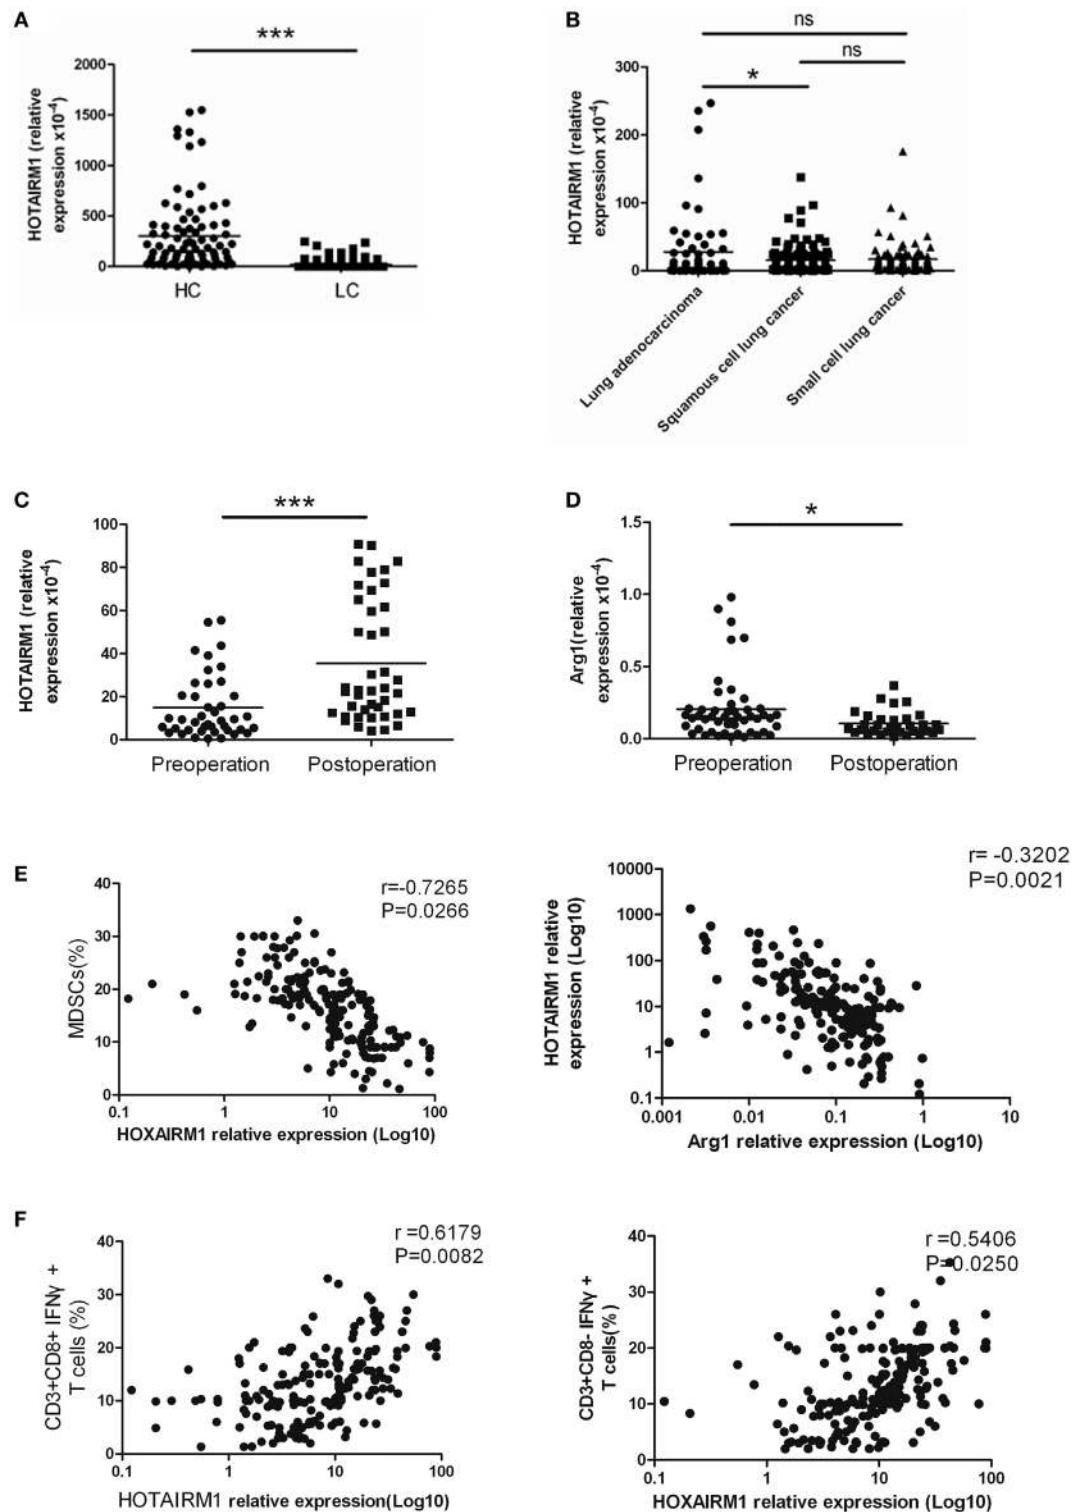 A
***
HOTAIRM1 (relative
expression x10-4)
2000
1500
1000
500
0
HC
LC
B
ns
ns
*
HOTAIRM1 (relative
expression x10-4)
300
200
100
0
Lung adenocarcinoma
Squamous cell lung cancer
Small cell lung cancer
C
***
HOTAIRM1 (relative
expression x10-4)
100
80
60
40
20
0
Preoperation
Postoperation
D
*
Arg1(relative
expression x10-4)
1.5
1.0
0.5
0.0
Preoperation
Postoperation
E
r=-0.7265
P=0.0266
MDSCs(%)
40
30
20
10
0
0.1
1
10
100
HOXAIRM1 relative expression (Log10)
r= -0.3202
P=0.0021
HOTAIRM1 relative
expression (Log10)
10000
1000
100
10
1
0.1
0.001
0.01
0.1
1
10
Arg1 relative expression (Log10)
F
r =0.6179
P=0.0082
CD3+CD8+ IFNγ +
T cells (%)
40
30
20
10
0
0.1
1
10
100
HOTAIRM1 relative expression(Log10)
r =0.5406
P=0.0250
CD3+CD8- IFNγ +
T cells(%)
40
30
20
10
0
0.1
1
10
100
HOXAIRM1 relative expression (Log10)